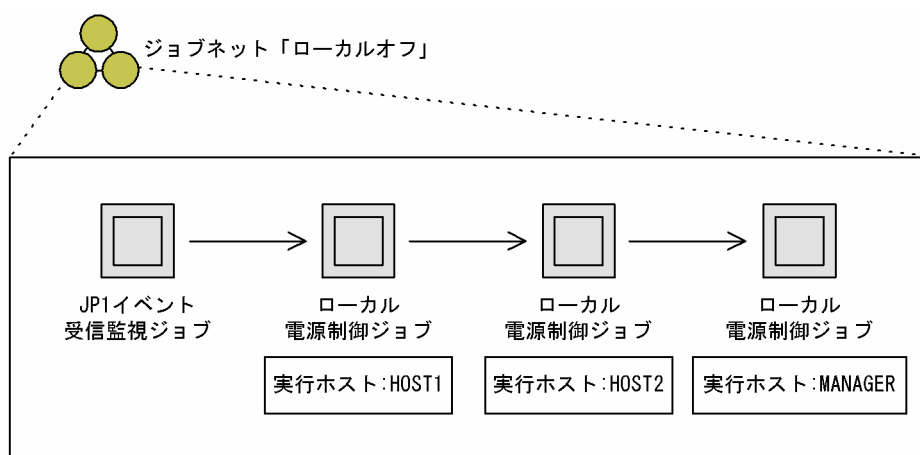 ジョブネット「ローカルオフ」
JP1イベント
受信監視ジョブ
ローカル
電源制御ジョブ
実行ホスト:HOST1
ローカル
電源制御ジョブ
実行ホスト:HOST2
ローカル
電源制御ジョブ
実行ホスト:MANAGER